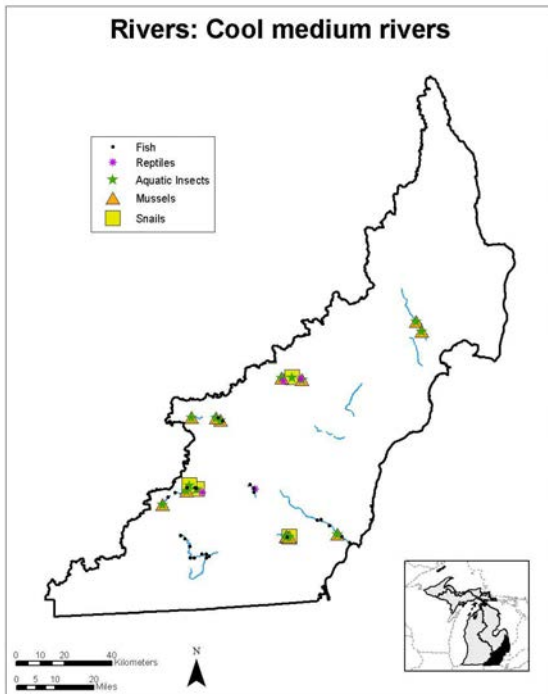 Rivers: Cool medium rivers
Fish
Reptiles
Aquatic Insects
Mussels
Snails
N
0 10 20 40
Kilometers
0 5 10 20
Miles